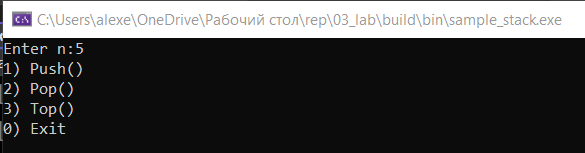 C:\Users\alexe\OneDrive\Рабочий стол\rep\03_lab\build\bin\sample_stack.exe
Enter n:5
1) Push()
2) Pop()
3) Top()
0) Exit